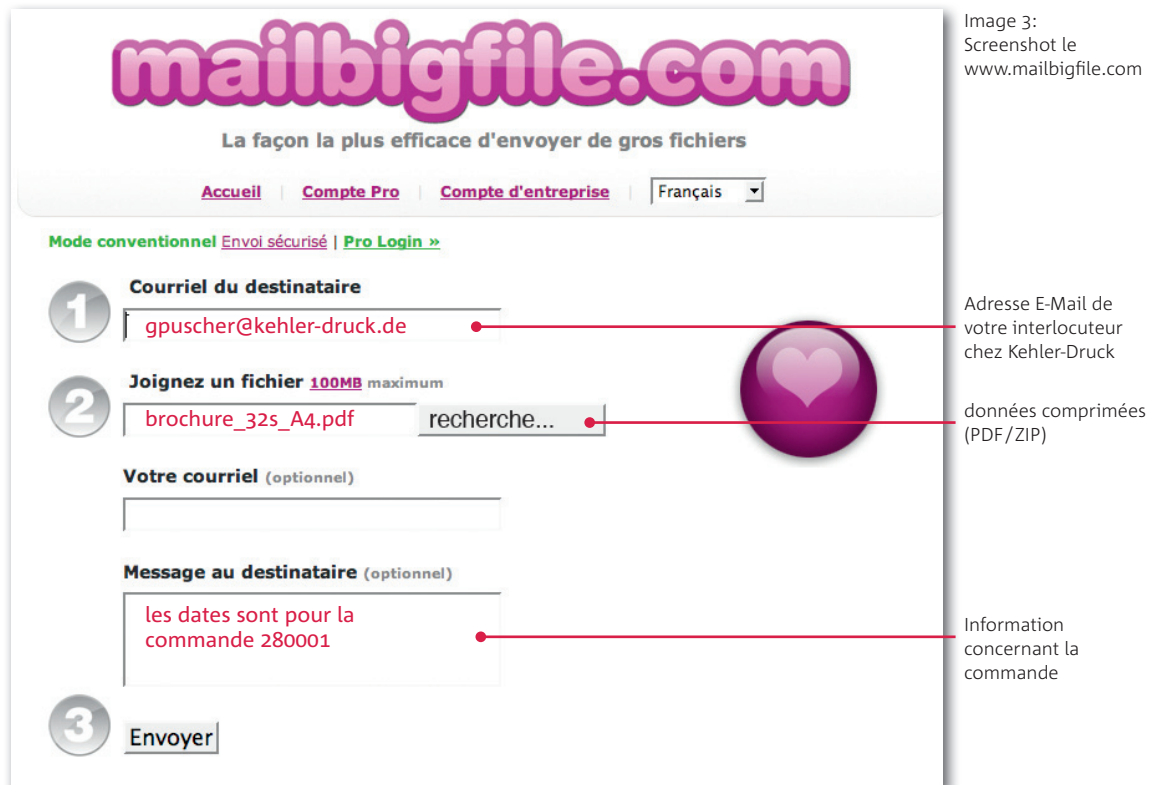 mailbigfile.com
La façon la plus efficace d'envoyer de gros fichiers
Accueil | Compte Pro | Compte d'entreprise | Français
Mode conventionnel Envoi sécurisé | Pro Login »
1 Courriel du destinataire
gpuscher@kehler-druck.de
2 Joignez un fichier 100MB maximum
brochure_32s_A4.pdf recherche...
Votre courriel (optionnel)
Message au destinataire (optionnel)
les dates sont pour la
commande 280001
3 Envoyer
Image 3:
Screenshot le
www.mailbigfile.com
Adresse E-Mail de
votre interlocuteur
chez Kehler-Druck
données comprimées
(PDF/ZIP)
Information
concernant la
commande